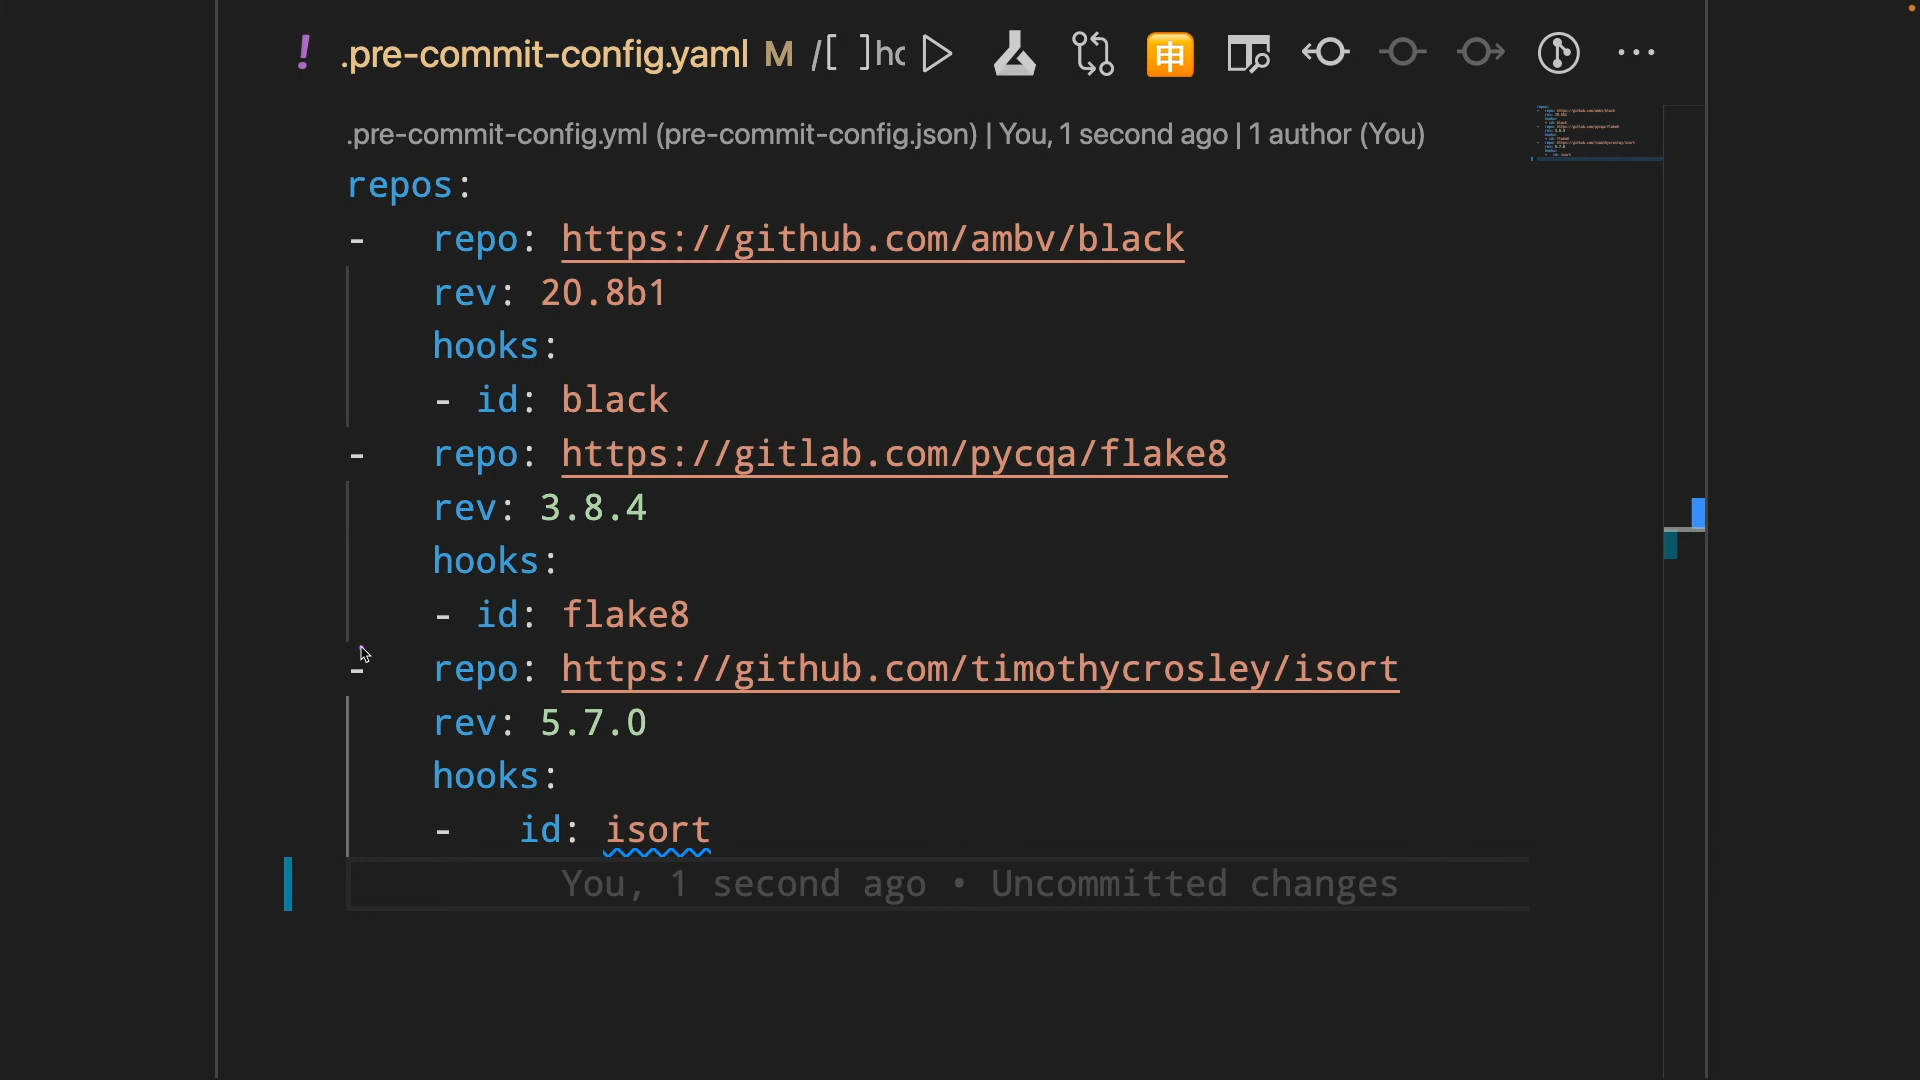 ! .pre-commit-config.yaml M /[ ]ho 申 ...
.pre-commit-config.yml (pre-commit-config.json) | You, 1 second ago | 1 author (You)
repos:
-   repo: https://github.com/ambv/black
    rev: 20.8b1
    hooks:
    - id: black
-   repo: https://gitlab.com/pycqa/flake8
    rev: 3.8.4
    hooks:
    - id: flake8
-   repo: https://github.com/timothycrosley/isort
    rev: 5.7.0
    hooks:
    -   id: isort
You, 1 second ago • Uncommitted changes